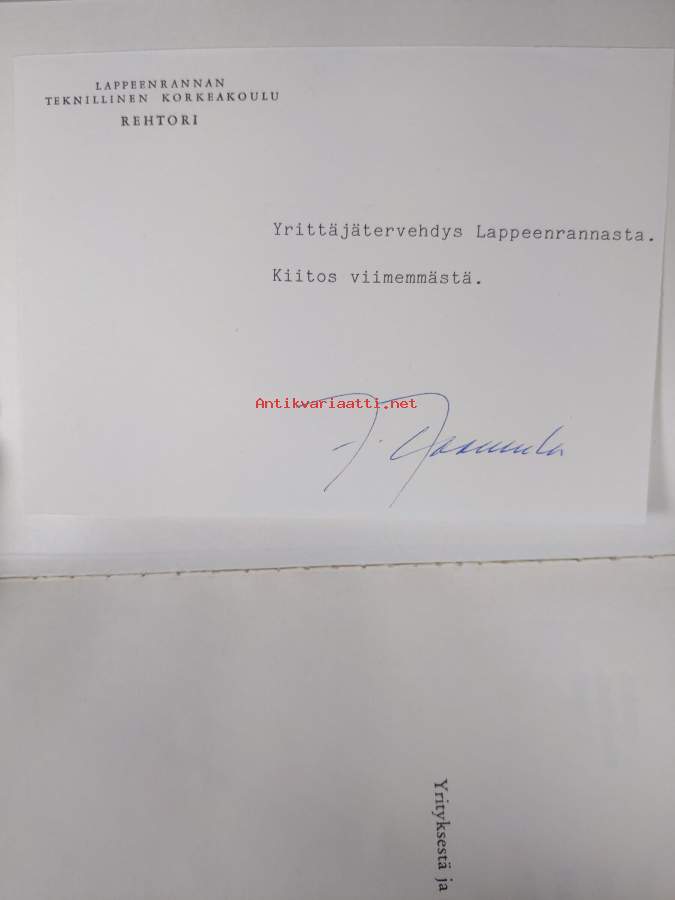 LAPPEENRANNAN
TEKNILLINEN KORKEAKOULU
REHTORI
Yrittäjätervehdys Lappeenrannasta.
Kiitos viimemmästä.
Antikvariaatti.net
Yrityksestä ja